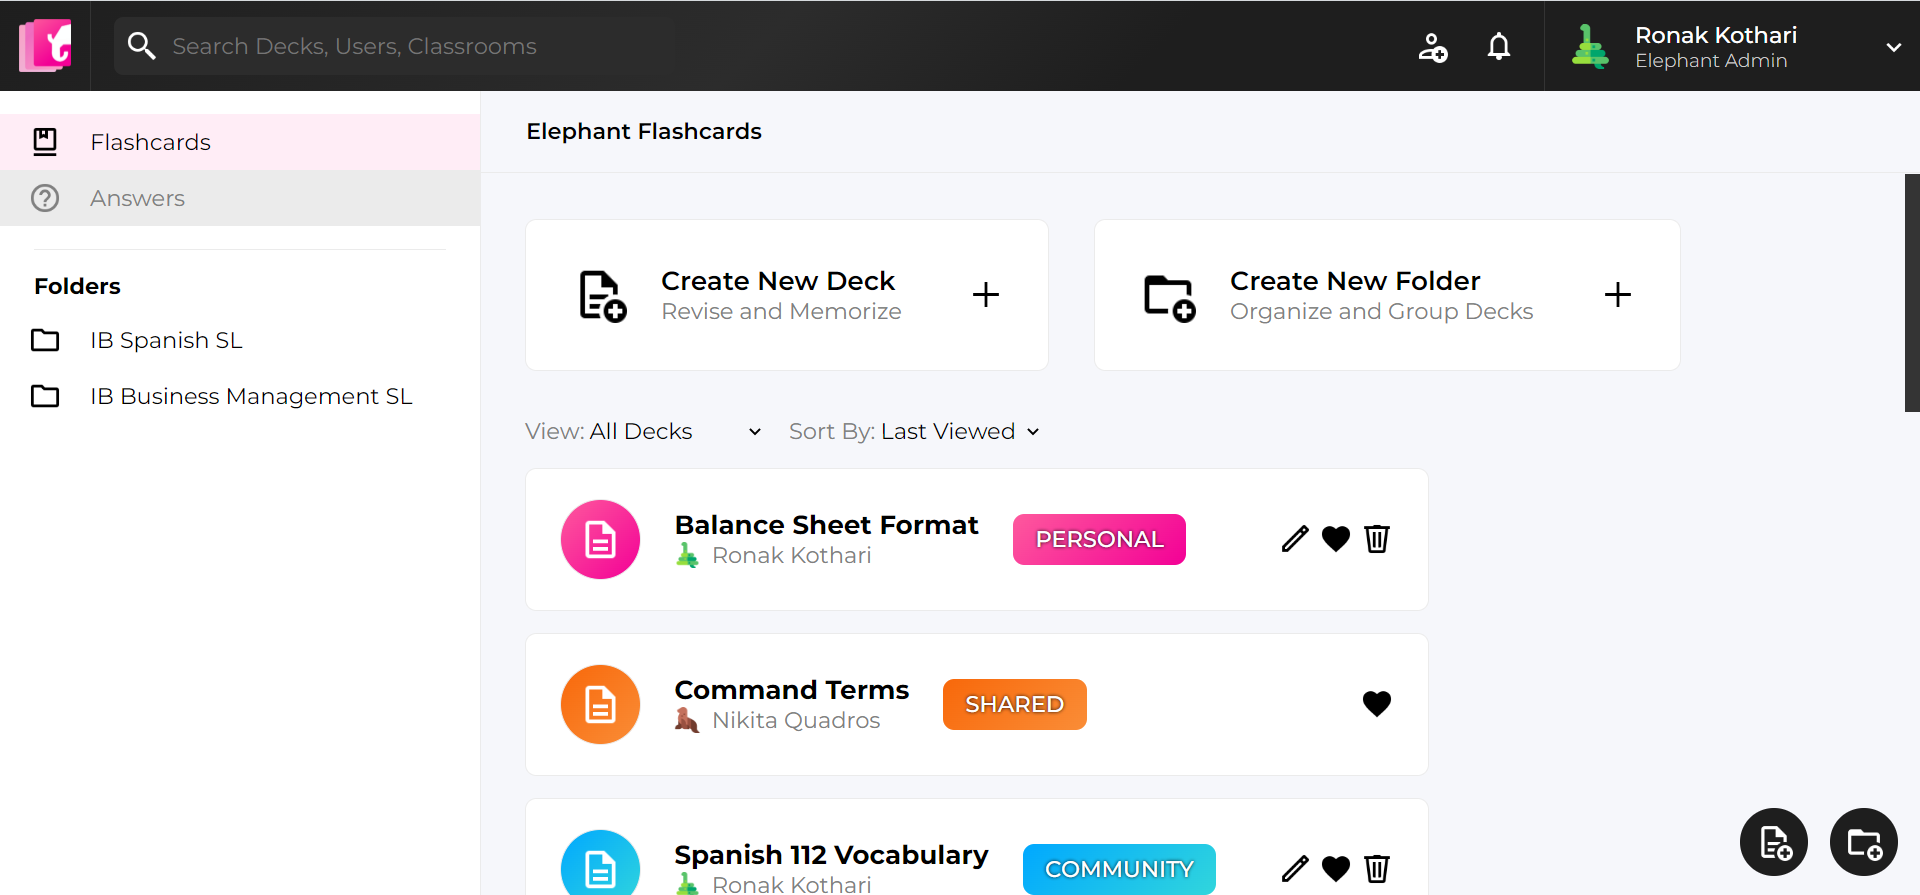 Search Decks, Users, Classrooms
Ronak Kothari
Elephant Admin
Flashcards
Answers
Folders
IB Spanish SL
IB Business Management SL
Elephant Flashcards
Create New Deck
Revise and Memorize
Create New Folder
Organize and Group Decks
View: All Decks
Sort By: Last Viewed
Balance Sheet Format
Ronak Kothari
PERSONAL
Command Terms
Nikita Quadros
SHARED
Spanish 112 Vocabulary
Ronak Kothari
COMMUNITY